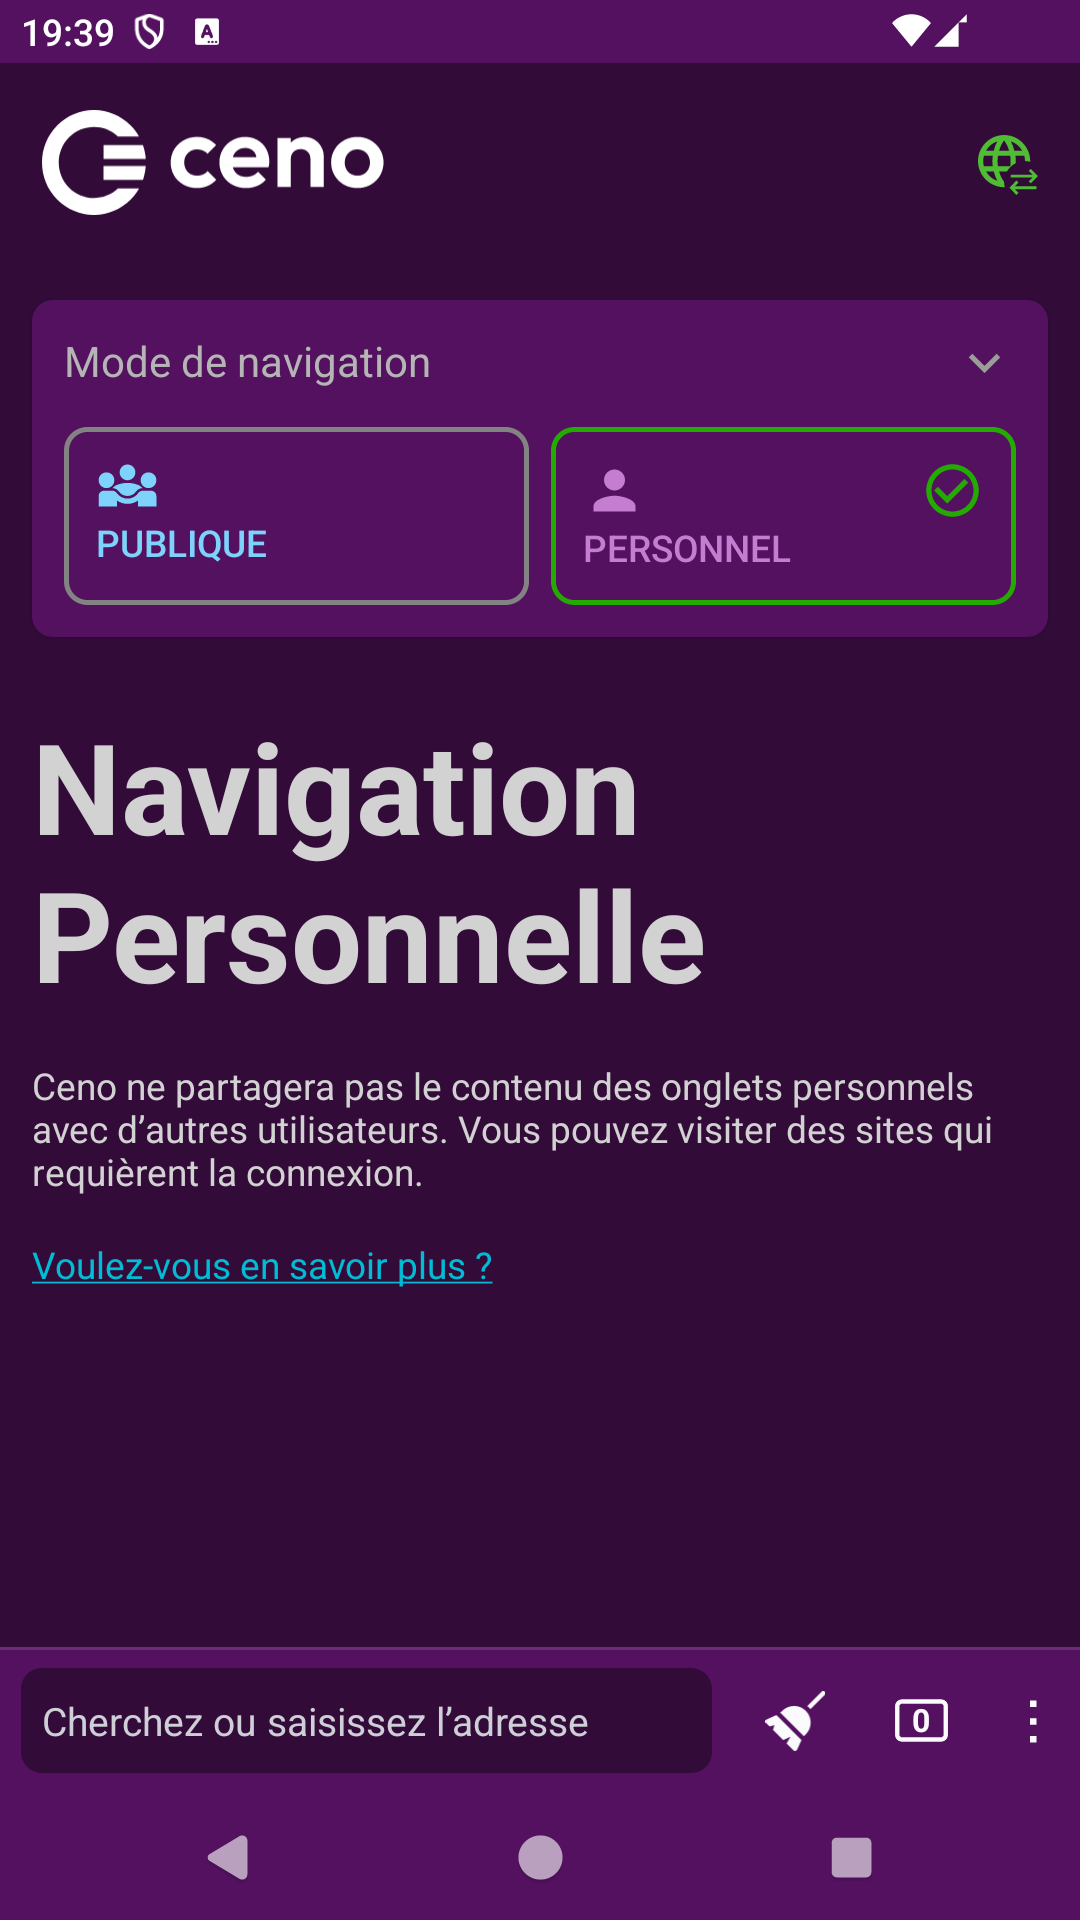 19:39
ceno
Mode de navigation
PUBLIQUE
PERSONNEL
Navigation
Personnelle
Ceno ne partagera pas le contenu des onglets personnels
avec d’autres utilisateurs. Vous pouvez visiter des sites qui
requièrent la connexion.
Voulez-vous en savoir plus ?
Cherchez ou saisissez l’adresse
0